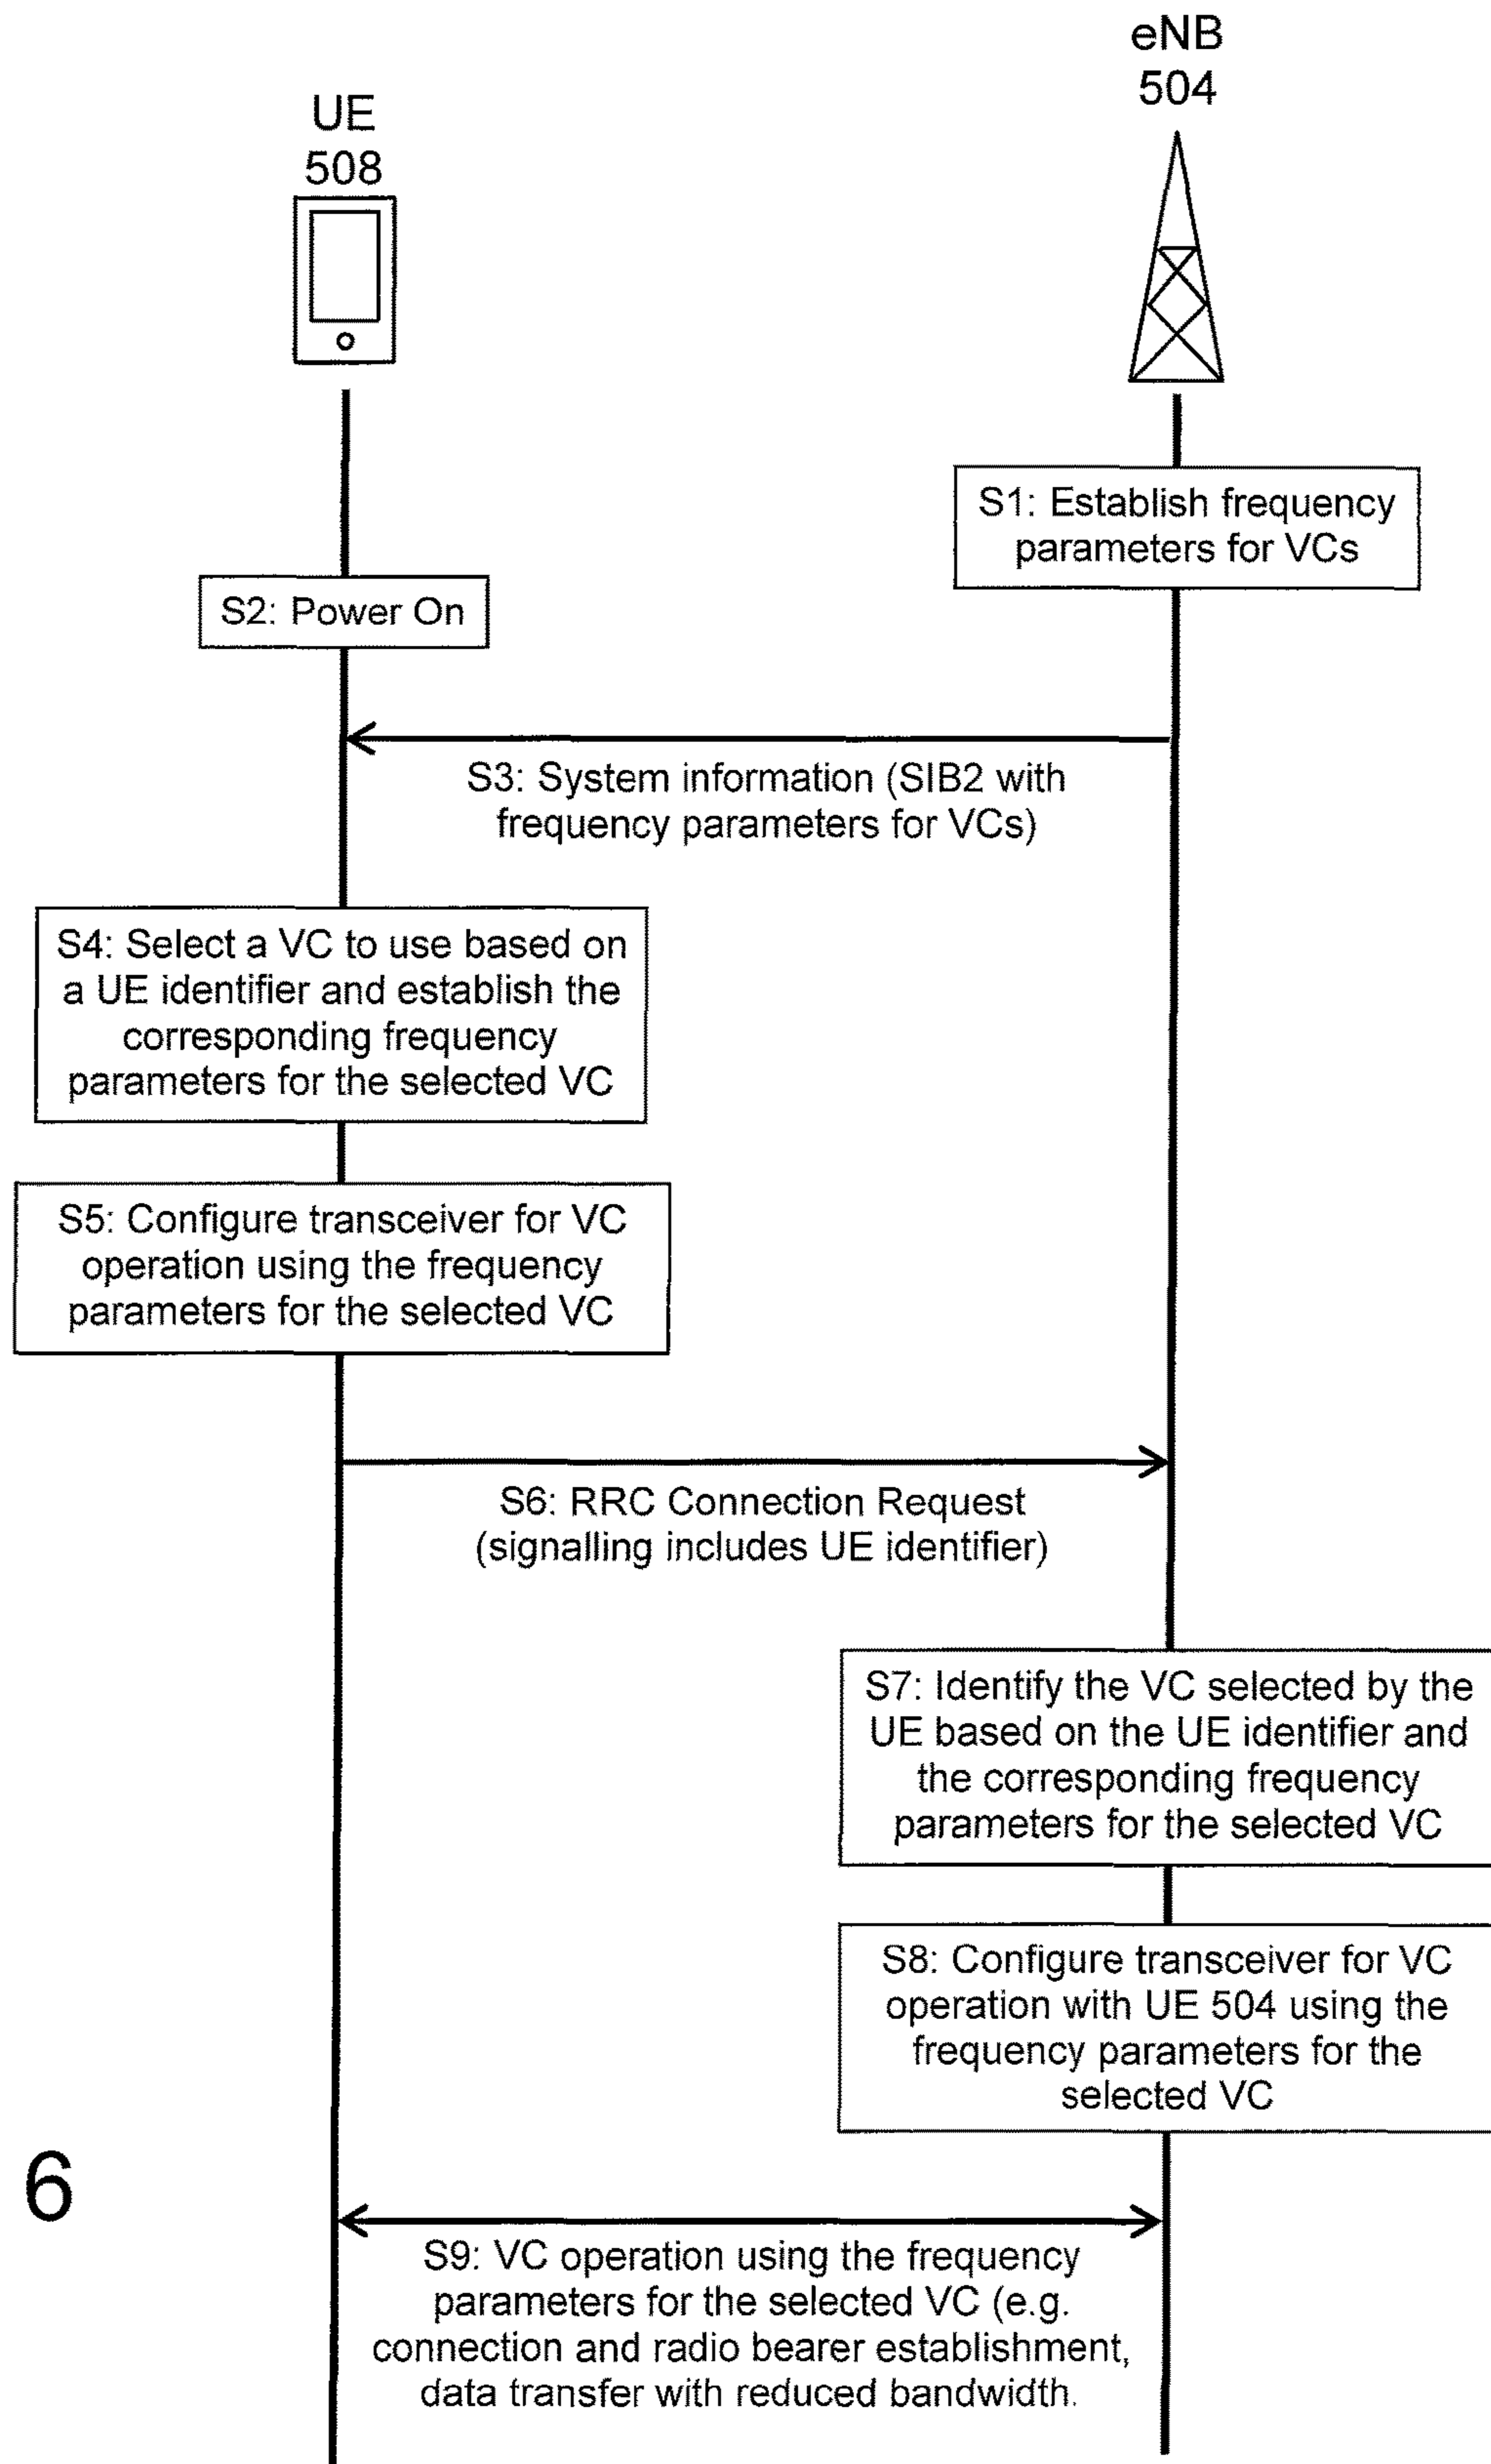 eNB
504
UE
508
S1: Establish frequency
parameters for VCs
S2: Power On
S3: System information (SIB2 with
frequency parameters for VCs)
S4: Select a VC to use based on
a UE identifier and establish the
corresponding frequency
parameters for the selected VC
S5: Configure transceiver for VC
operation using the frequency
parameters for the selected VC
S6: RRC Connection Request
(signalling includes UE identifier)
S7: Identify the VC selected by the
UE based on the UE identifier and
the corresponding frequency
parameters for the selected VC
S8: Configure transceiver for VC
operation with UE 504 using the
frequency parameters for the
selected VC
6
S9: VC operation using the frequency
parameters for the selected VC (e.g.
connection and radio bearer establishment,
data transfer with reduced bandwidth.